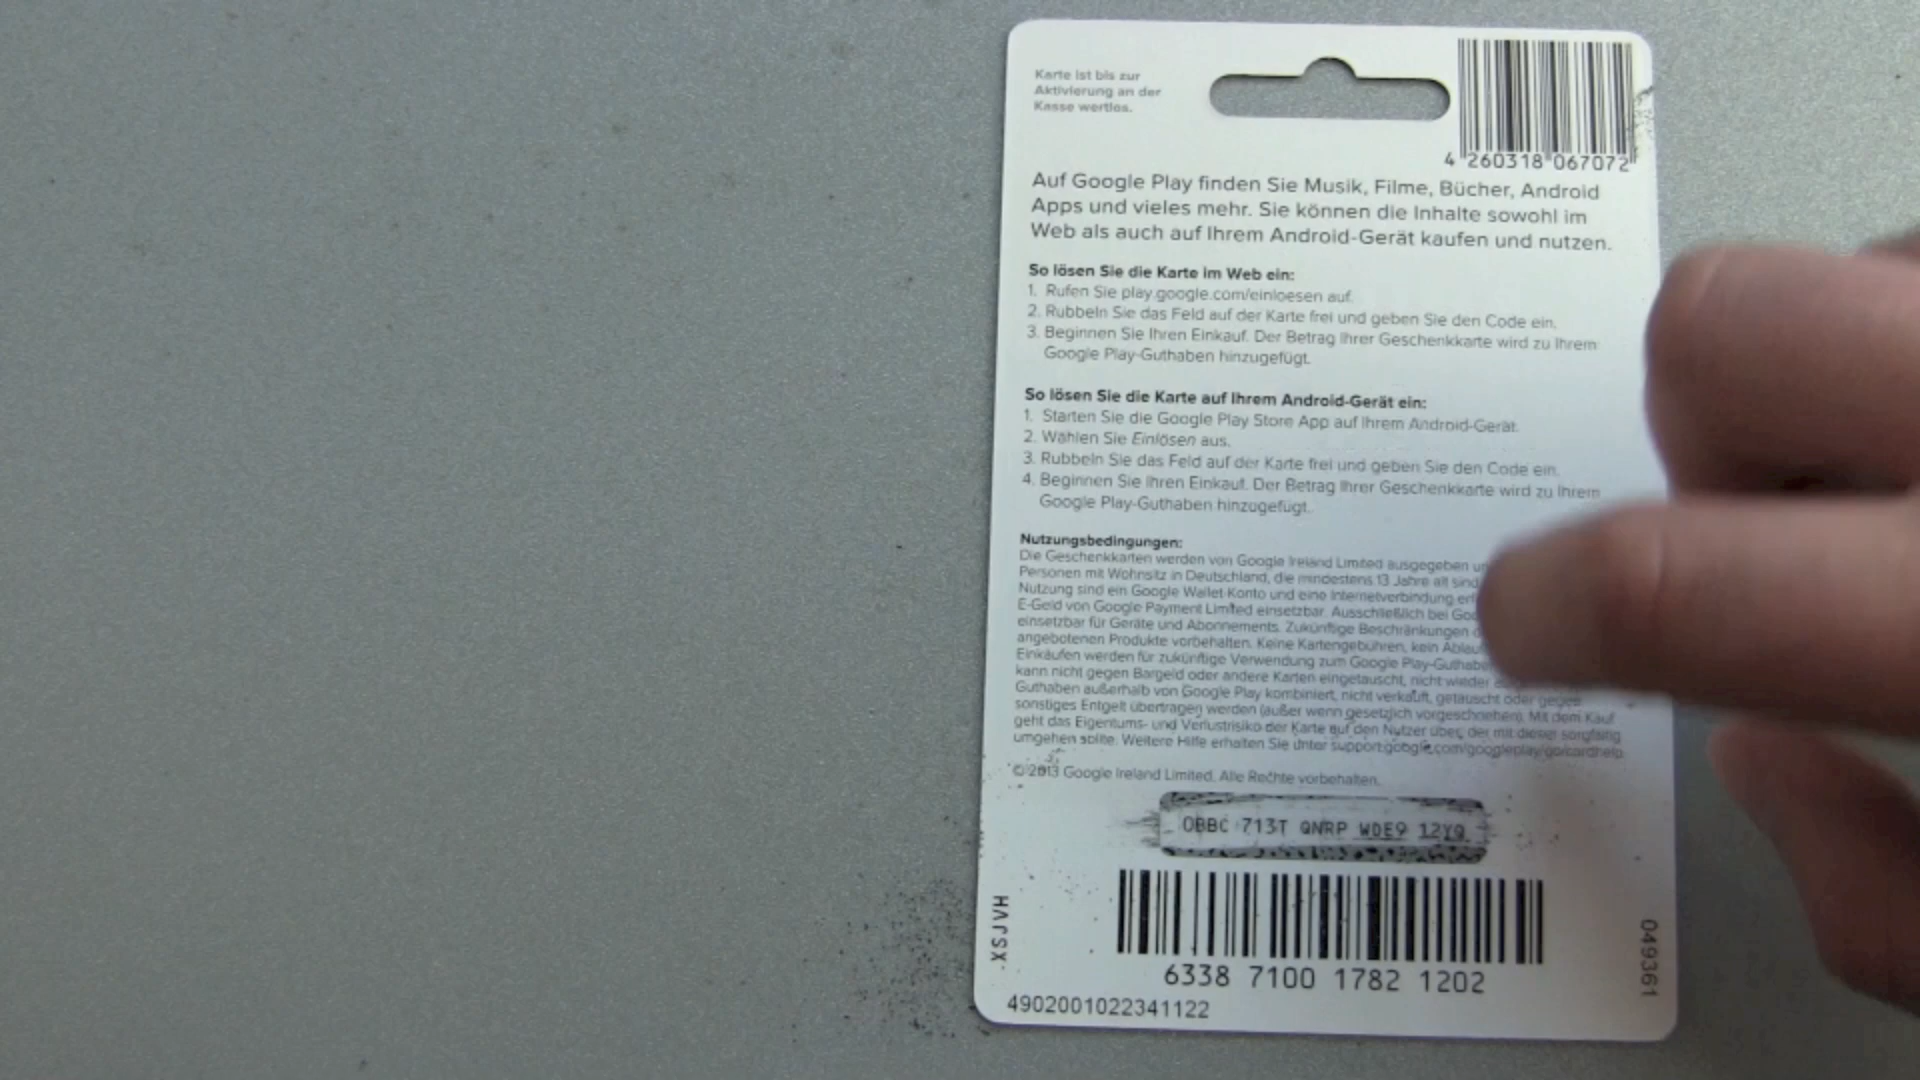 Karte ist bis zur
Aktivierung an der
Kasse wertlos.
4 260318 067072
Auf Google Play finden Sie Musik, Filme, Bücher, Android
Apps und vieles mehr. Sie können die Inhalte sowohl im
Web als auch auf Ihrem Android-Gerät kaufen und nutzen.
So lösen Sie die Karte im Web ein:
1. Rufen Sie play.google.com/einloesen auf.
2. Rubbeln Sie das Feld auf der Karte frei und geben Sie den Code ein.
3. Beginnen Sie Ihren Einkauf. Der Betrag Ihrer Geschenkkarte wird zu Ihrem
Google Play-Guthaben hinzugefügt.
So lösen Sie die Karte auf Ihrem Android-Gerät ein:
1. Starten Sie die Google Play Store App auf Ihrem Android-Gerät.
2. Wählen Sie Einlösen aus.
3. Rubbeln Sie das Feld auf der Karte frei und geben Sie den Code ein.
4. Beginnen Sie Ihren Einkauf. Der Betrag Ihrer Geschenkkarte wird zu Ihrem
Google Play-Guthaben hinzugefügt.
Nutzungsbedingungen:
Die Geschenkkarten werden von Google Ireland Limited ausgegeben
Personen mit Wohnsitz in Deutschland, die mindestens 13 Jahre alt sind
Nutzung sind ein Google Wallet Konto und eine Internetverbindung
E-Geld von Google Payment Limited einsetzbar. Ausschließlich bei
einsetzbar für Geräte und Abonnements. Zukünftige Beschränkungen
angebotenen Produkte vorbehalten. Keine Kartengebühren, kein
Einkäufen werden für zukünftige Verwendung zum Google
kann nicht gegen Bargeld oder andere Karten eingetauscht, nicht wieder
Guthaben außerhalb von Google Play kombiniert, nicht verkauft, getauscht oder gegen
sonstiges Entgelt übertragen werden (außer wenn gesetzlich vorgeschrieben). Mit dem Kauf
geht das Eigentums- und Verlustrisiko der Karte auf den Nutzer über, der mit dieser sorgfältig
umgehen sollte. Weitere Hilfe erhalten Sie unter support.google.com/googleplay/go/cardhelp.
© 2013 Google Ireland Limited. Alle Rechte vorbehalten.
0BBC 713T QNRP WDE9 12YQ
6338 7100 1782 1202
4902001022341122
HVJSX
049361